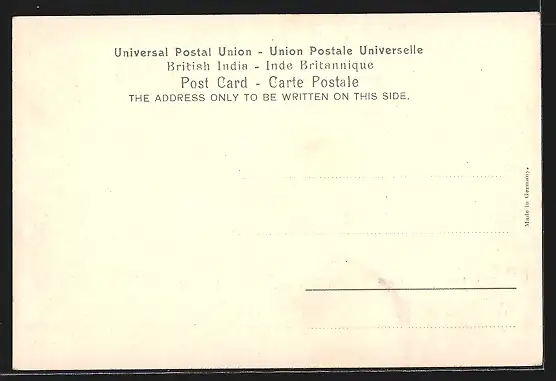 Universal Postal Union - Union Postale Universelle
British India - Inde Britannique
Post Card - Carte Postale
THE ADDRESS ONLY TO BE WRITTEN ON THIS SIDE.
Made in Germany.